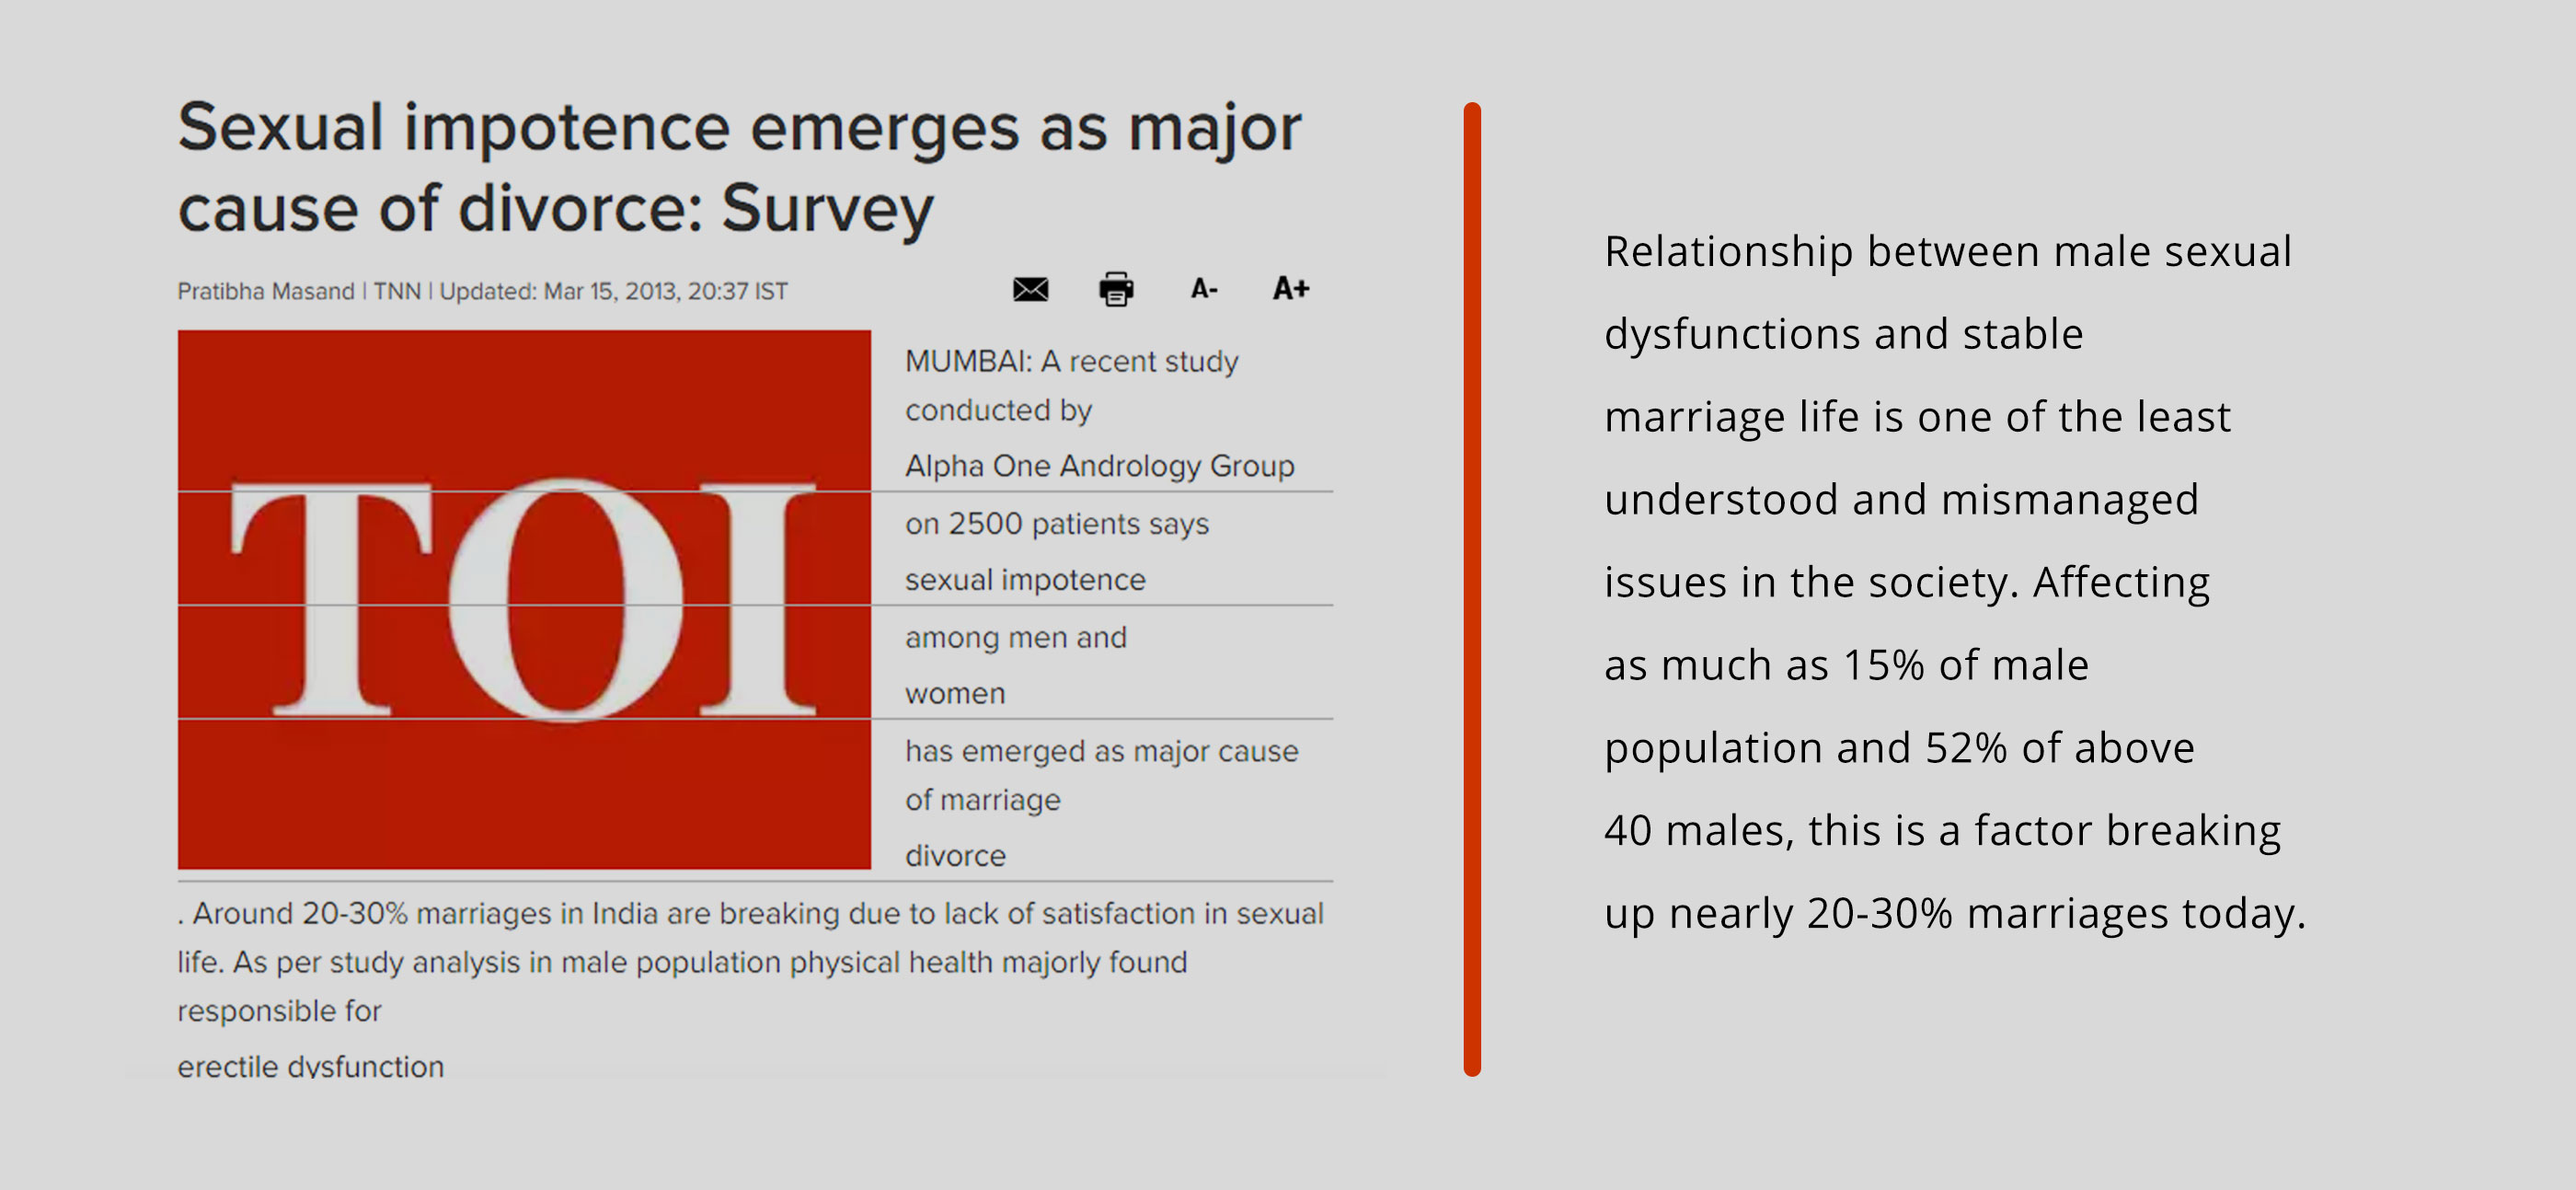 Sexual impotence emerges as major
cause of divorce: Survey
Pratibha Masand | TNN | Updated: Mar 15, 2013, 20:37 IST
A-
A+
TOI
MUMBAI: A recent study
conducted by
Alpha One Andrology Group
on 2500 patients says
sexual impotence
among men and
women
has emerged as major cause
of marriage
divorce
. Around 20-30% marriages in India are breaking due to lack of satisfaction in sexual
life. As per study analysis in male population physical health majorly found
responsible for
erectile dysfunction
Relationship between male sexual
dysfunctions and stable
marriage life is one of the least
understood and mismanaged
issues in the society. Affecting
as much as 15% of male
population and 52% of above
40 males, this is a factor breaking
up nearly 20-30% marriages today.